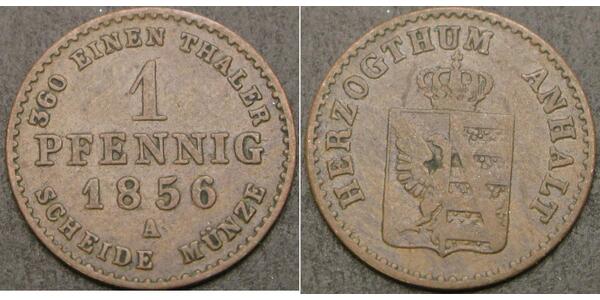 360 EINEN THALER
1
PFENNIG
1856
A
SCHEIDE MÜNZE
HERZOGTHUM ANHALT